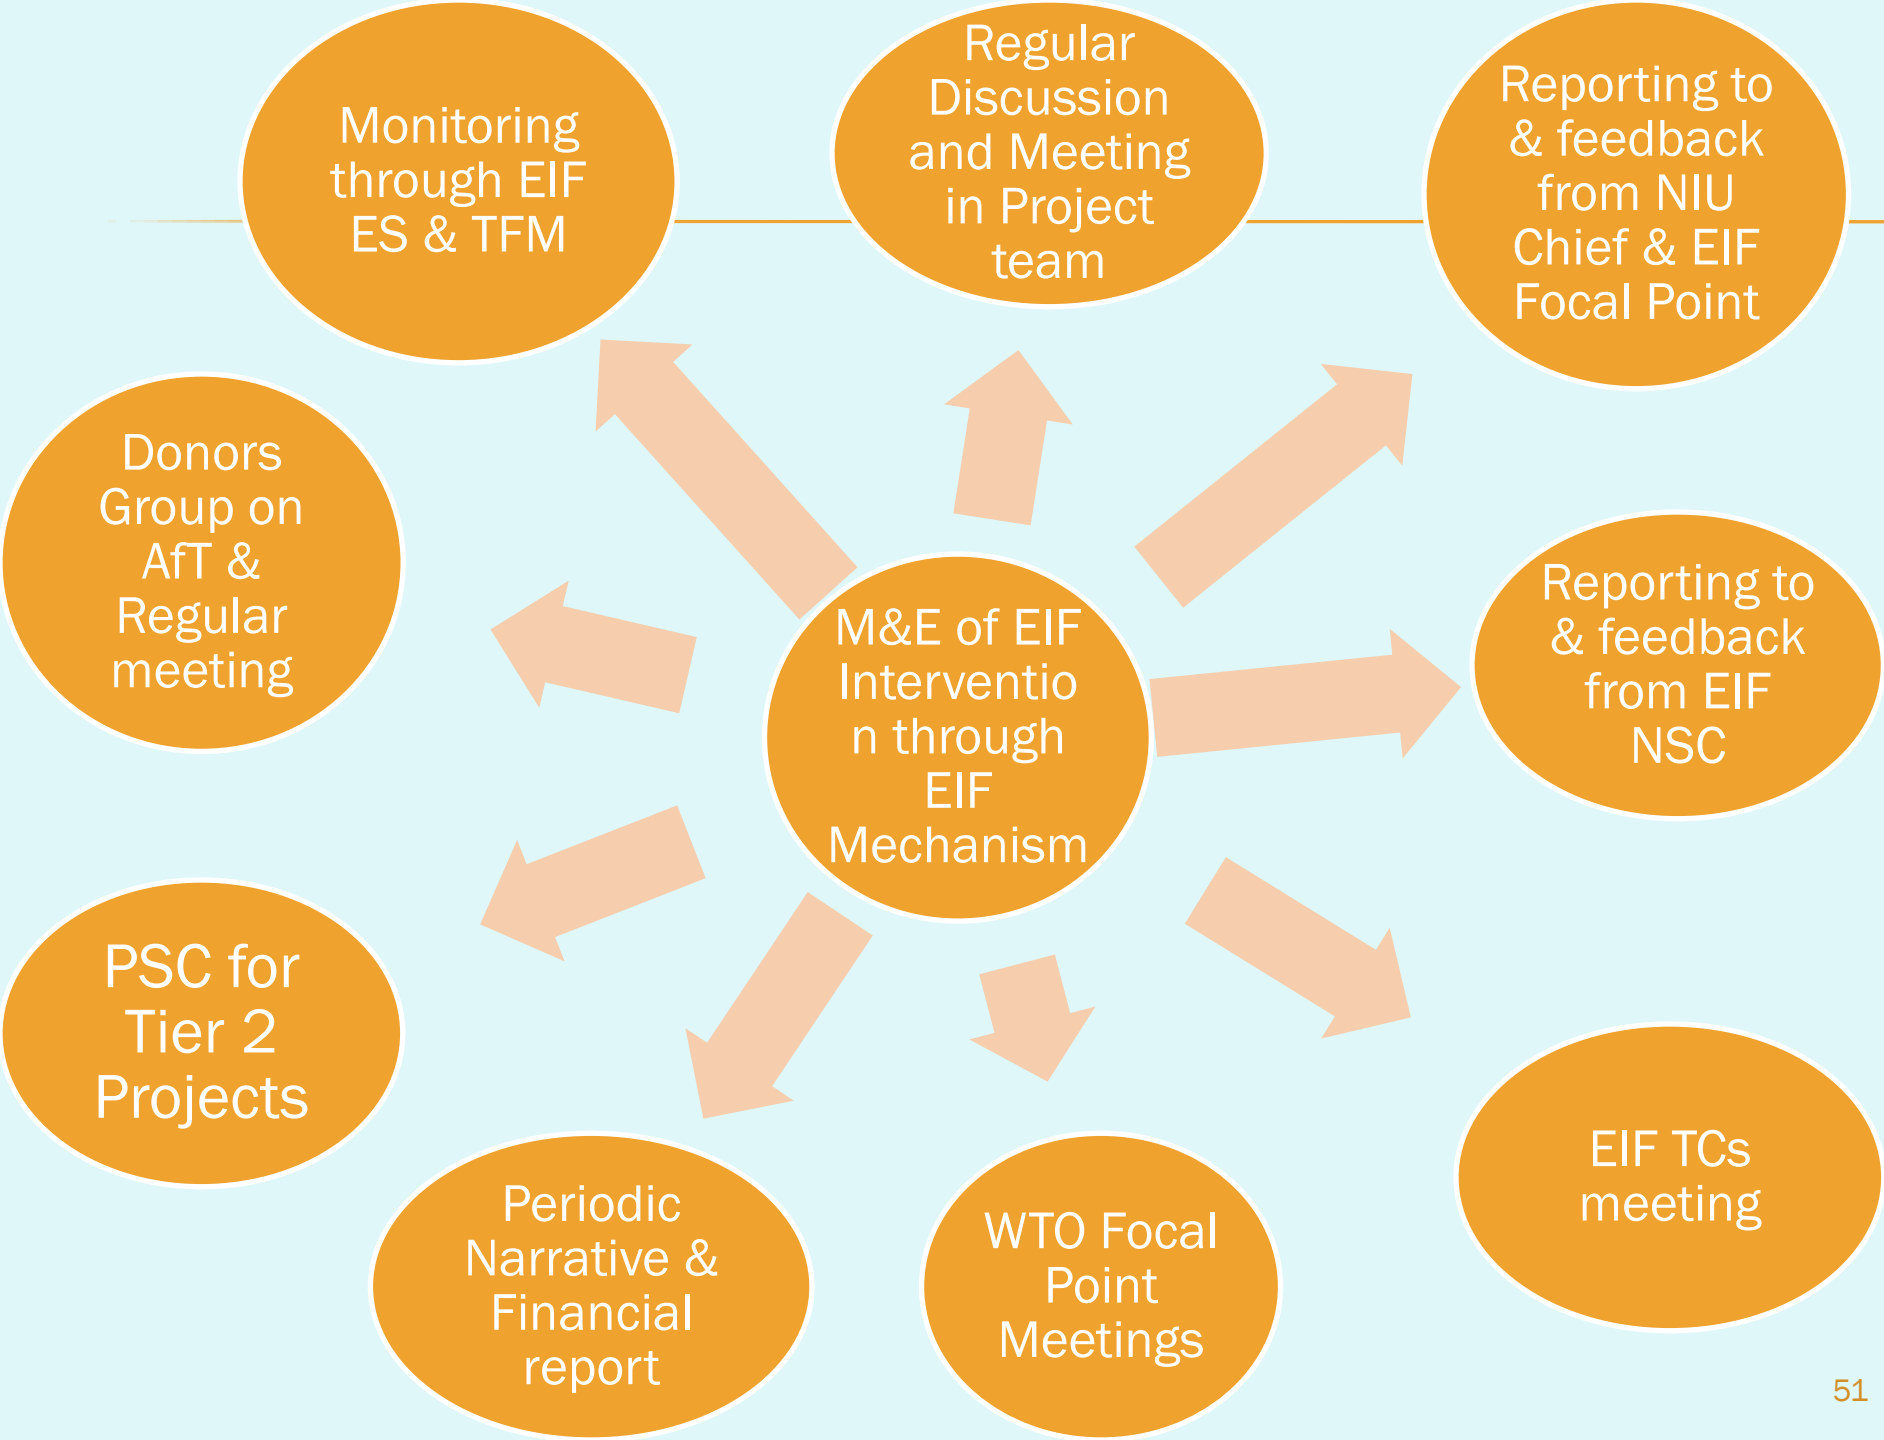 Monitoring
through EIF
ES & TFM
Regular
Discussion
and Meeting
in Project
team
Reporting to
& feedback
from NIU
Chief & EIF
Focal Point
Donors
Group on
AfT &
Regular
meeting
M&E of EIF
Interventio
n through
EIF
Mechanism
Reporting to
& feedback
from EIF
NSC
PSC for
Tier 2
Projects
Periodic
Narrative &
Financial
report
WTO Focal
Point
Meetings
EIF TCs
meeting
51